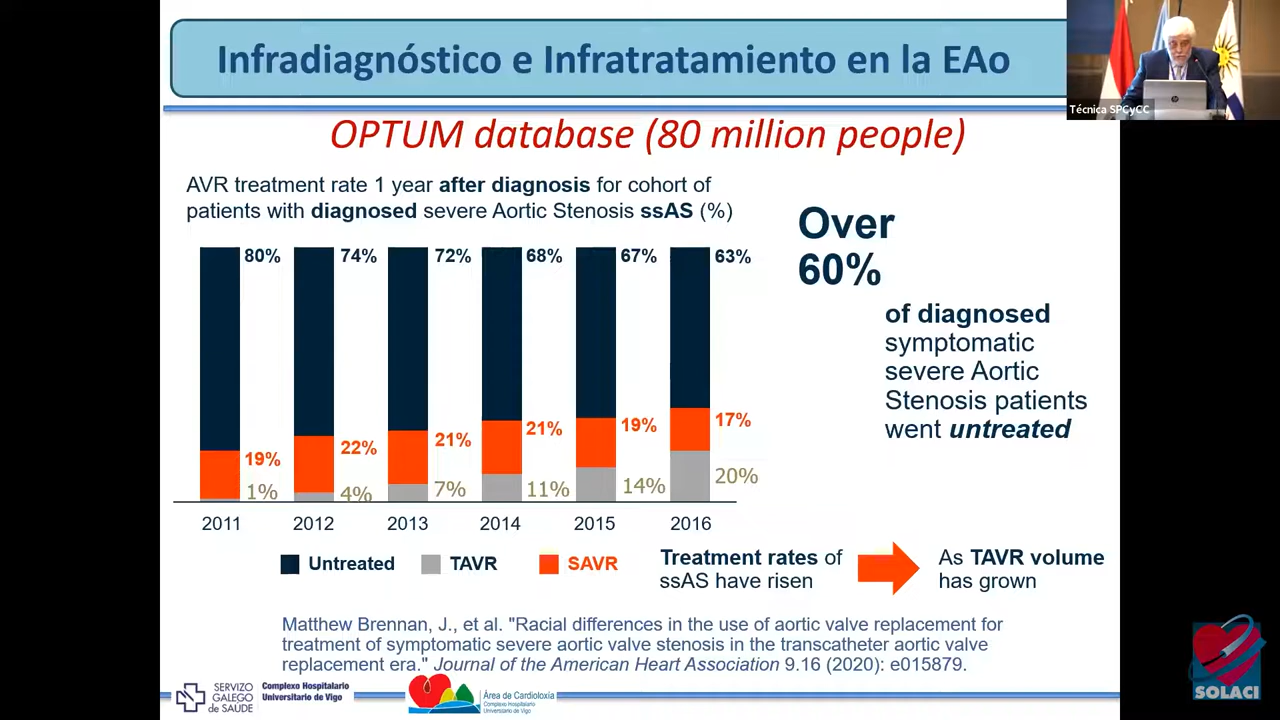 Infradiagnóstico e Infratratamiento en la EAo
Técnica SPCyCC
OPTUM database (80 million people)
AVR treatment rate 1 year after diagnosis for cohort of
patients with diagnosed severe Aortic Stenosis ssAS (%)
Over
60%
of diagnosed
symptomatic
severe Aortic
Stenosis patients
went untreated
80%
74%
72%
68%
67%
63%
19%
22%
21%
21%
19%
17%
1%
4%
7%
11%
14%
20%
2011
2012
2013
2014
2015
2016
Untreated
TAVR
SAVR
Treatment rates of
ssAS have risen
As TAVR volume
has grown
Matthew Brennan, J., et al. "Racial differences in the use of aortic valve replacement for
treatment of symptomatic severe aortic valve stenosis in the transcatheter aortic valve
replacement era." Journal of the American Heart Association 9.16 (2020): e015879.
SERVIZO
GALEGO
de SAÚDE
Complexo Hospitalario
Universitario de Vigo
Área de Cardioloxía
Complexo Hospitalario
Universitario de Vigo
SOLACI
hp